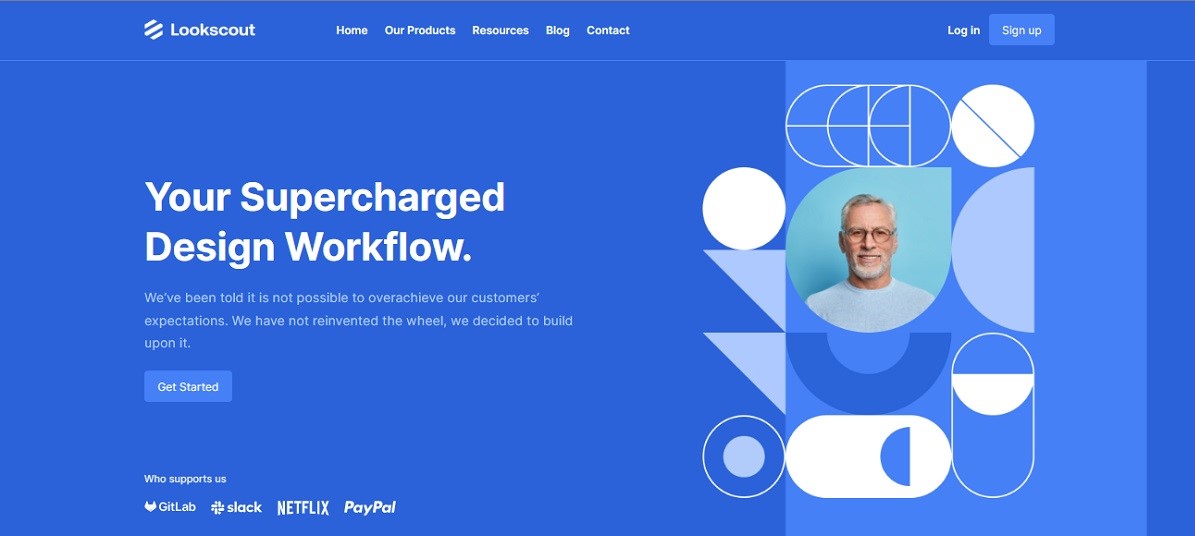 Lookscout
Home Our Products Resources Blog Contact
Log in Sign up
Your Supercharged
Design Workflow.
We’ve been told it is not possible to overachieve our customers’
expectations. We have not reinvented the wheel, we decided to build
upon it.
Get Started
Who supports us
GitLab slack NETFLIX PayPal